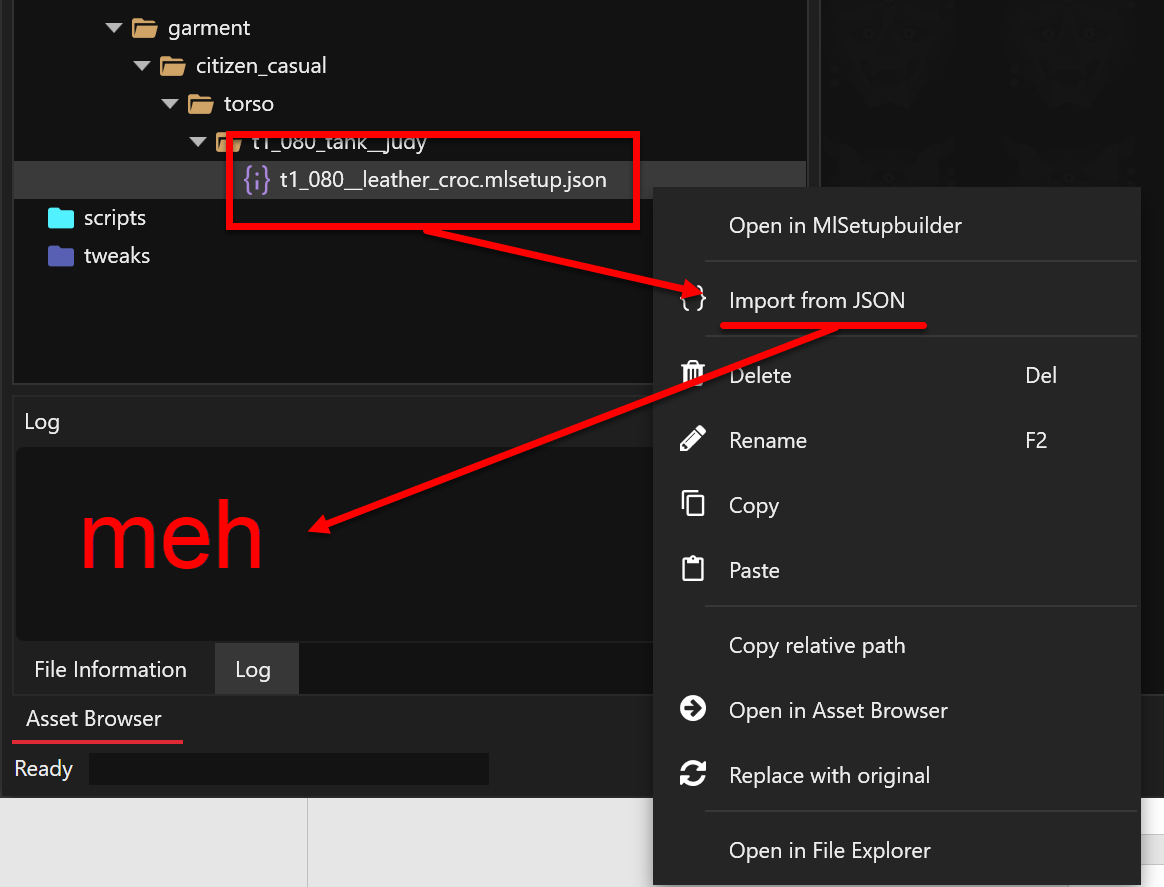 garment
citizen_casual
torso
t1_080_tank__judy
t1_080__leather_croc.mlsetup.json
scripts
tweaks
Open in MlSetupbuilder
Import from JSON
Delete Del
Rename F2
Copy
Paste
Copy relative path
Open in Asset Browser
Replace with original
Open in File Explorer
Log
meh
File Information Log
Asset Browser
Ready